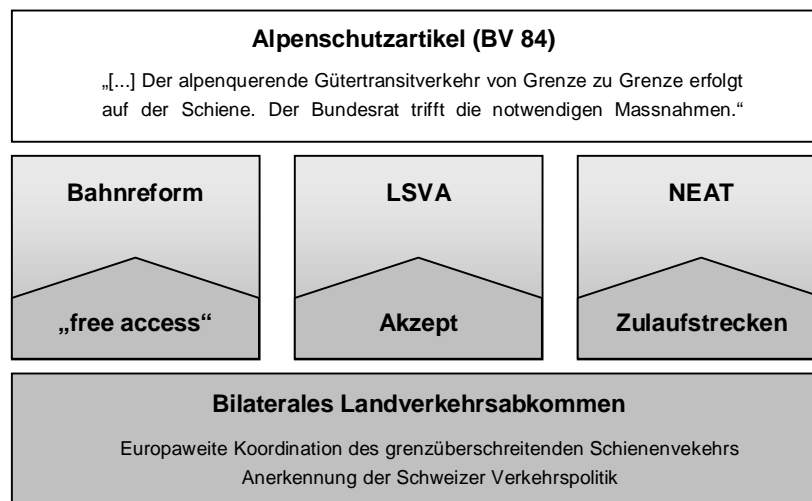 Alpenschutzartikel (BV 84)
„[...] Der alpenquerende Gütertransitverkehr von Grenze zu Grenze erfolgt
auf der Schiene. Der Bundesrat trifft die notwendigen Massnahmen.“
Bahnreform
LSVA
NEAT
„free access“
Akzept
Zulaufstrecken
Bilaterales Landverkehrsabkommen
Europaweite Koordination des grenzüberschreitenden Schienenvekehrs
Anerkennung der Schweizer Verkehrspolitik